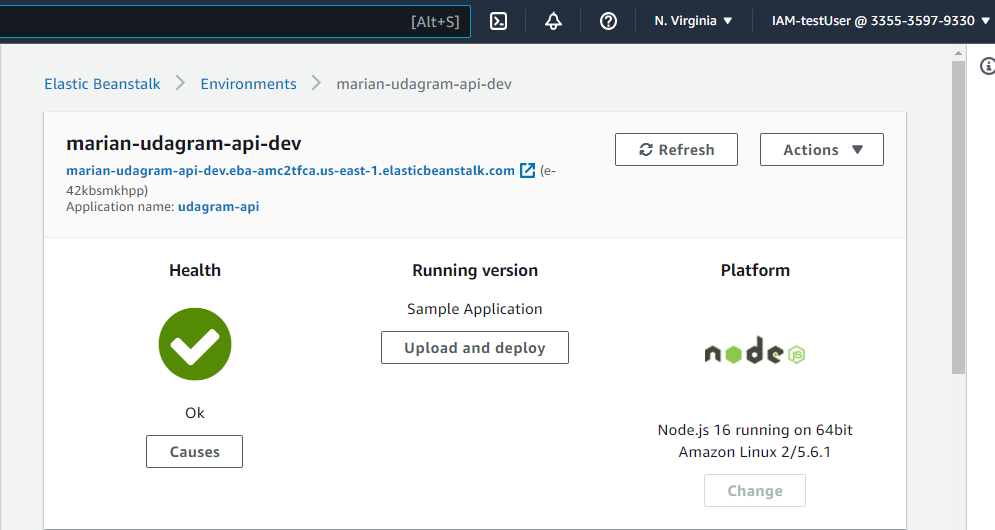 [Alt+S]
N. Virginia
IAM-testUser @ 3355-3597-9330
Elastic Beanstalk
Environments
marian-udagram-api-dev
marian-udagram-api-dev
Refresh
Actions
marian-udagram-api-dev.eba-amc2tfca.us-east-1.elasticbeanstalk.com (e-
42kbsmkhpp)
Application name: udagram-api
Health
Running version
Platform
Sample Application
Upload and deploy
node
JS
Ok
Causes
Node.js 16 running on 64bit
Amazon Linux 2/5.6.1
Change